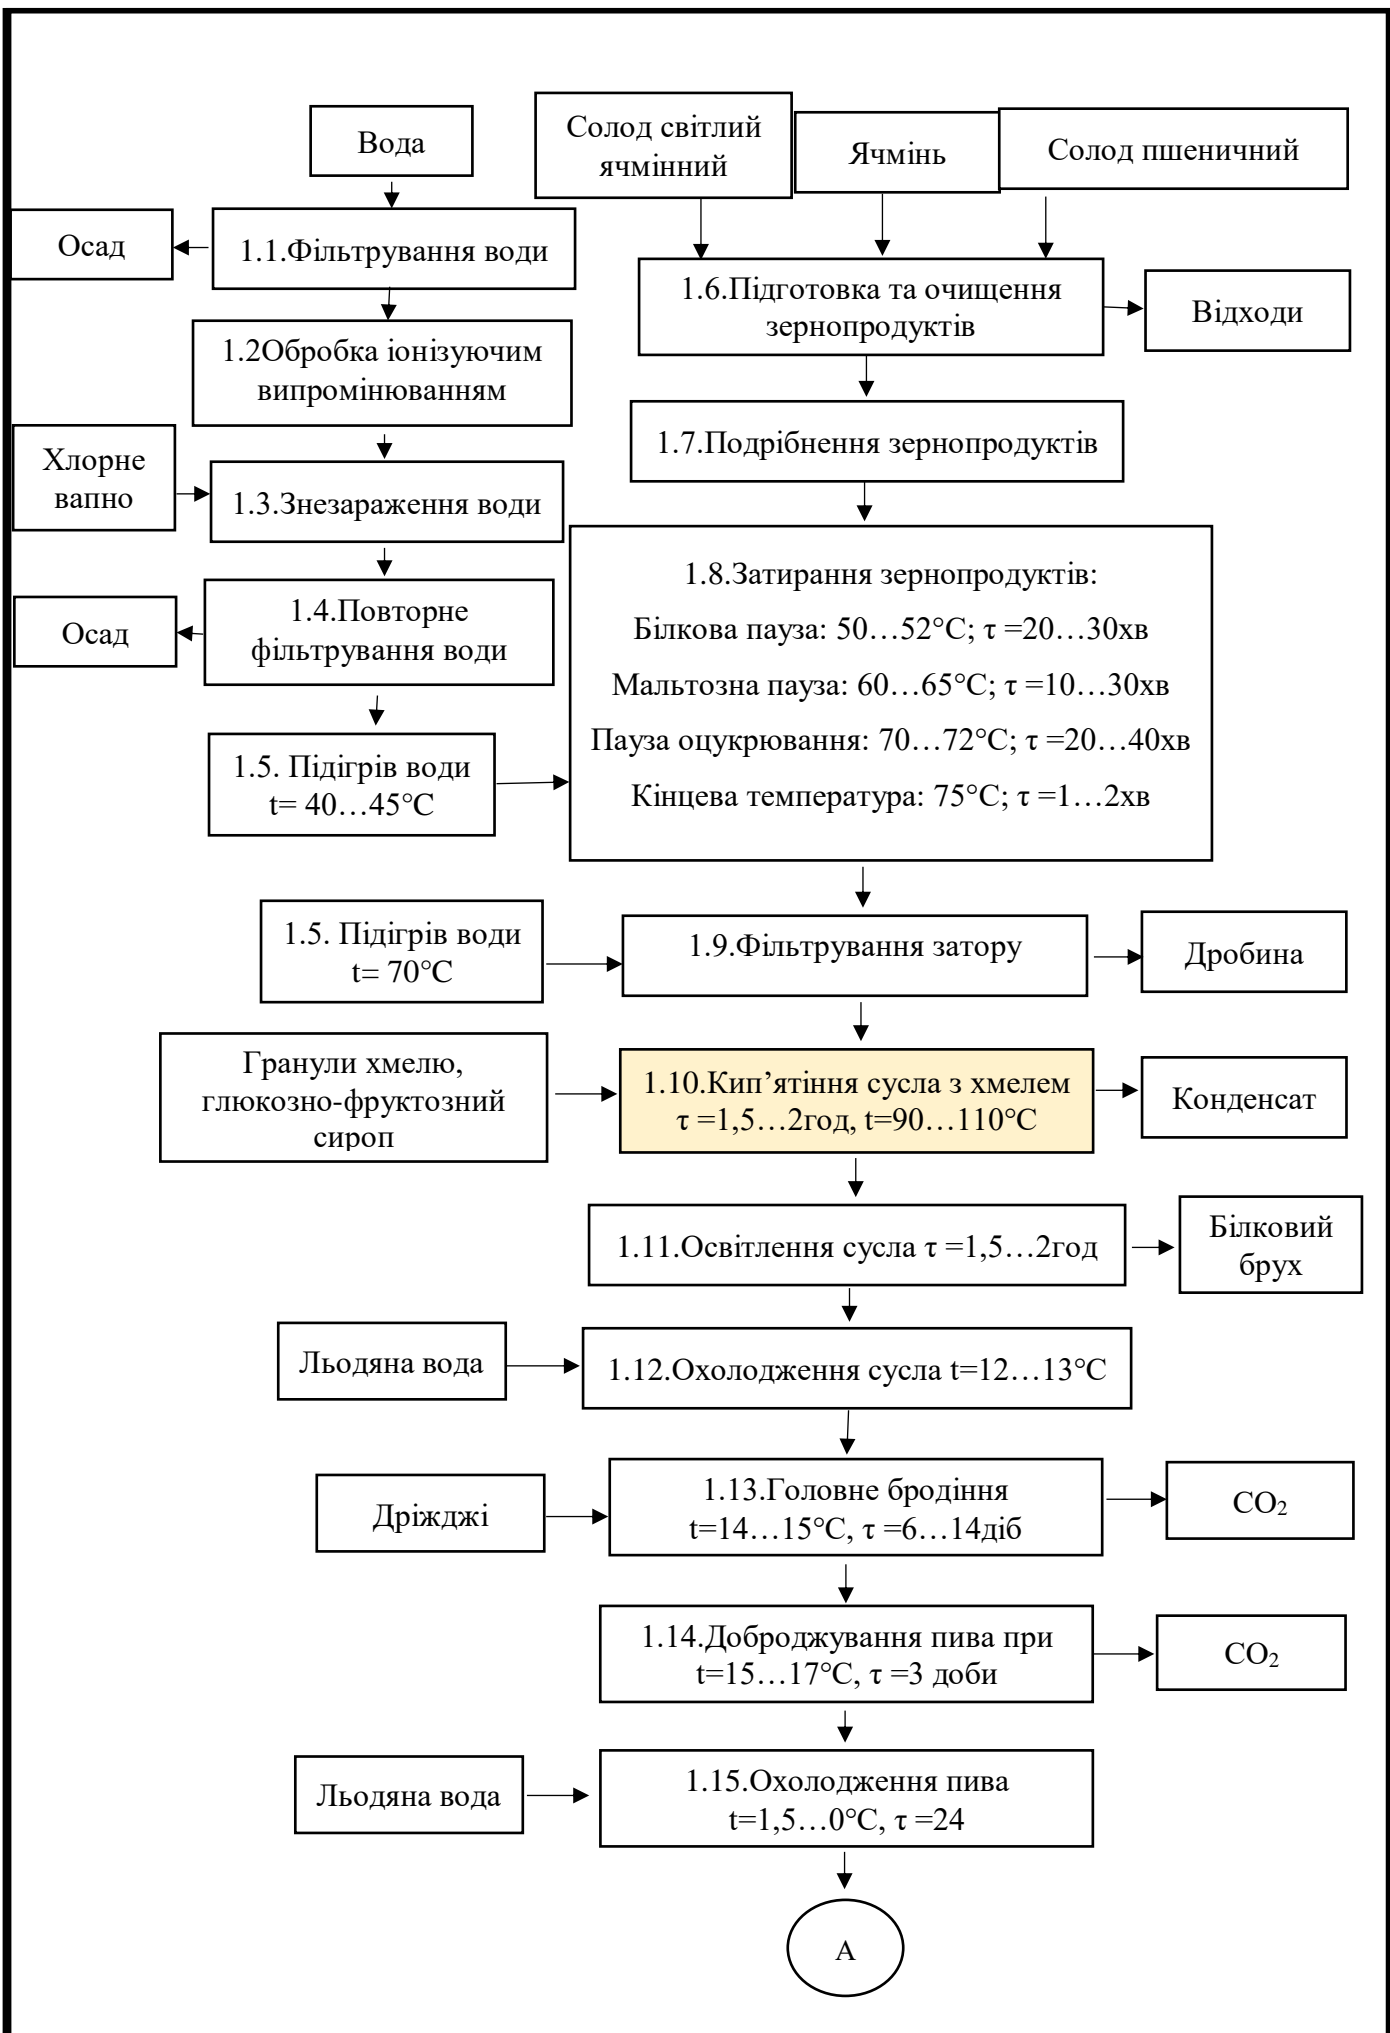 Вода
Солод світлий
ячмінний
Ячмінь
Солод пшеничний
Осад
1.1.Фільтрування води
1.6.Підготовка та очищення
зернопродуктів
Відходи
1.2Обробка іонізуючим
випромінюванням
1.7.Подрібнення зернопродуктів
Хлорне
вапно
1.3.Знезараження води
1.8.Затирання зернопродуктів:
Білкова пауза: 50…52°С; τ =20…30хв
Мальтозна пауза: 60…65°С; τ =10…30хв
Пауза оцукрювання: 70…72°С; τ =20…40хв
Кінцева температура: 75°С; τ =1…2хв
Осад
1.4.Повторне
фільтрування води
1.5. Підігрів води
t= 40…45°С
1.5. Підігрів води
t= 70°С
1.9.Фільтрування затору
Дробина
Гранули хмелю,
глюкозно-фруктозний
сироп
1.10.Кип’ятіння сусла з хмелем
τ =1,5…2год, t=90…110°С
Конденсат
1.11.Освітлення сусла τ =1,5…2год
Білковий
брух
Льодяна вода
1.12.Охолодження сусла t=12…13°С
Дріжджі
1.13.Головне бродіння
t=14…15°С, τ =6…14діб
СО₂
1.14.Доброджування пива при
t=15…17°С, τ =3 доби
СО₂
Льодяна вода
1.15.Охолодження пива
t=1,5…0°С, τ =24
А